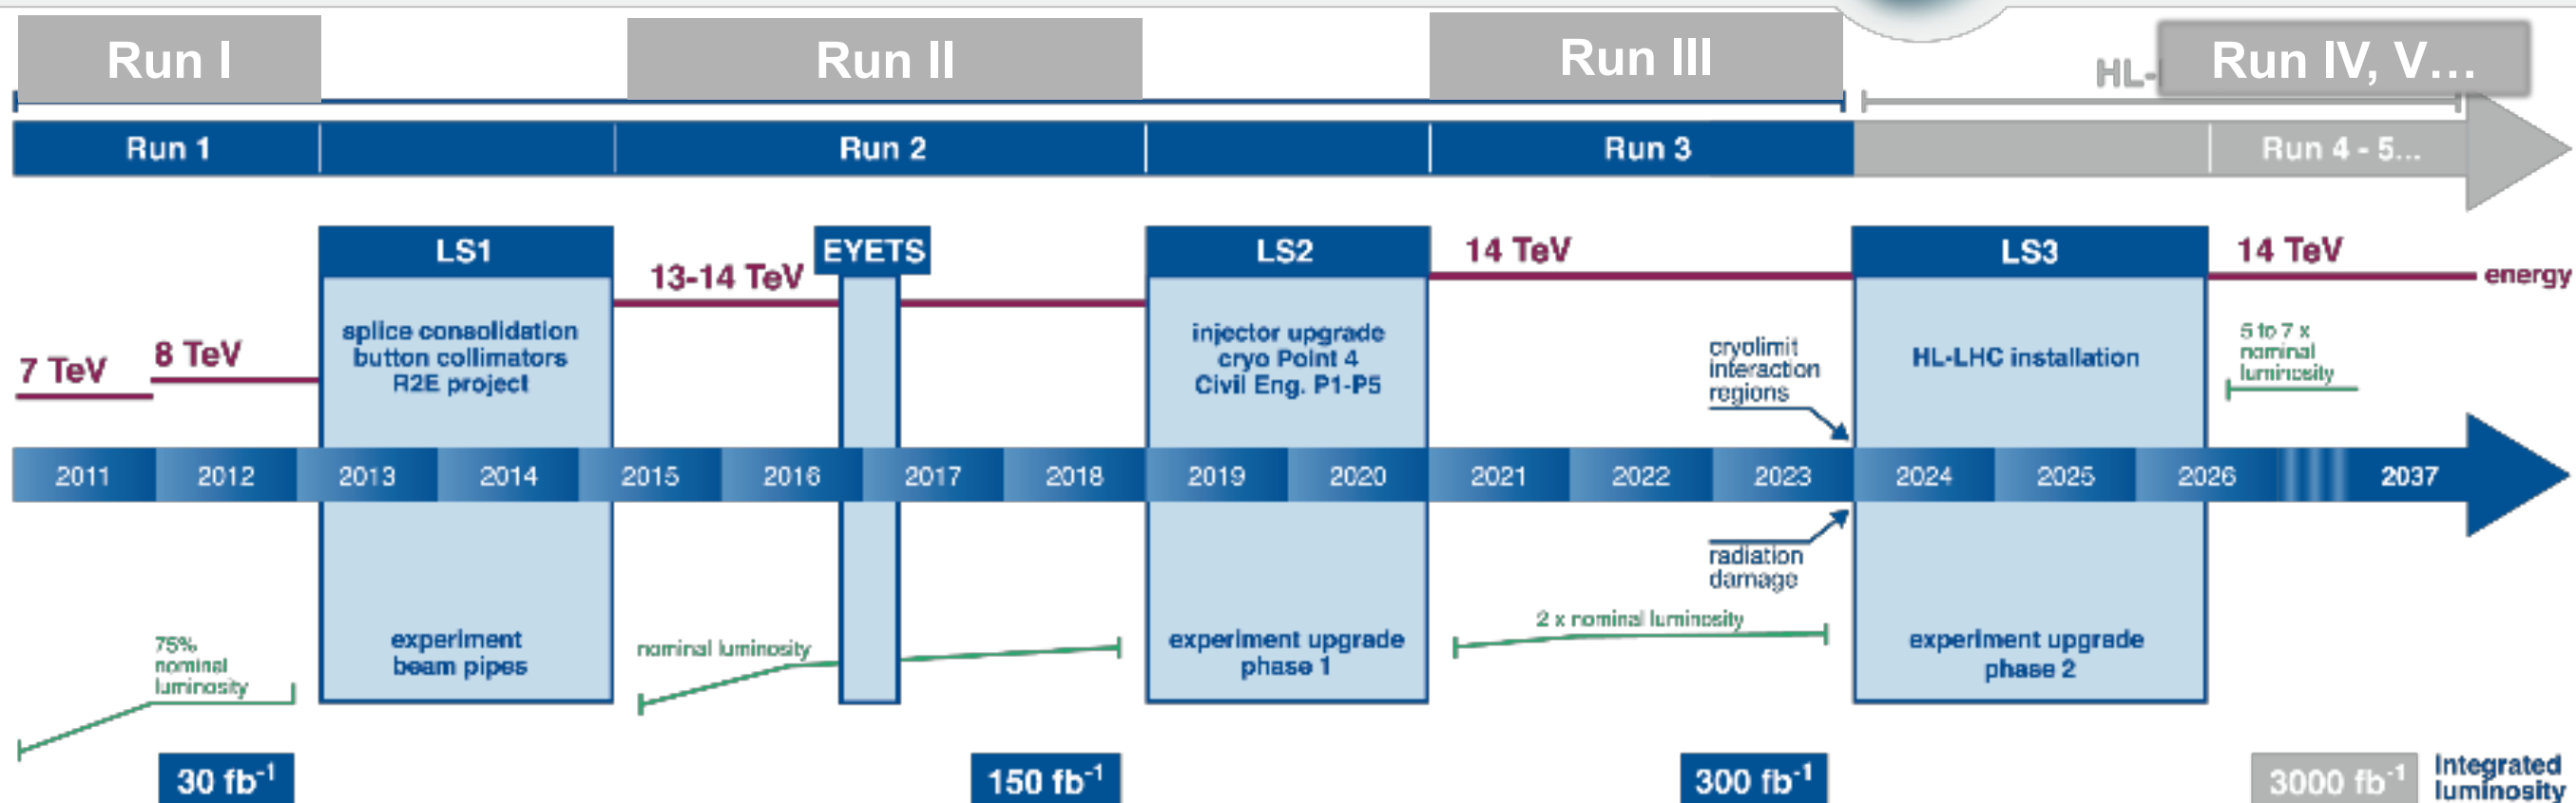 Run I
Run II
Run III
HL-
Run IV, V...
Run 1
Run 2
Run 3
Run 4 - 5...
LS1
EYETS
LS2
14 TeV
LS3
14 TeV
energy
13-14 TeV
7 TeV
8 TeV
splice consolidation
button collimators
R2E project
injector upgrade
cryo Point 4
Civil Eng. P1-P5
cryolimit
interaction
regions
HL-LHC installation
5 to 7 x
nominal
luminosity
2011
2012
2013
2014
2015
2016
2017
2018
2019
2020
2021
2022
2023
2024
2025
2026
2037
radiation
damage
75%
nominal
luminosity
experiment
beam pipes
nominal luminosity
experiment upgrade
phase 1
2 x nominal luminosity
experiment upgrade
phase 2
30 fb⁻¹
150 fb⁻¹
300 fb⁻¹
3000 fb⁻¹
Integrated
luminosity